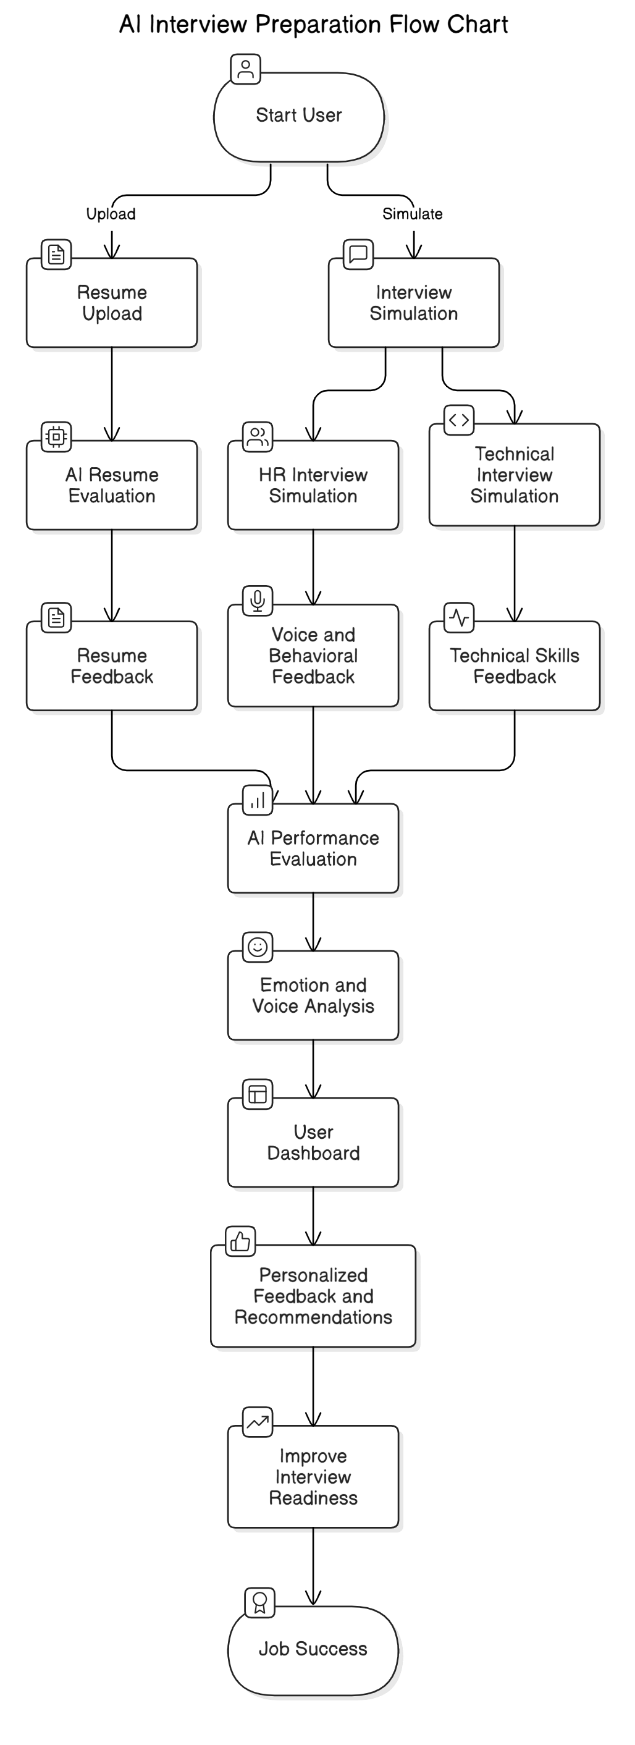 AI Interview Preparation Flow Chart
Start User
Upload
Simulate
Resume
Upload
Interview
Simulation
AI Resume
Evaluation
HR Interview
Simulation
Technical
Interview
Simulation
Resume
Feedback
Voice and
Behavioral
Feedback
Technical Skills
Feedback
AI Performance
Evaluation
Emotion and
Voice Analysis
User
Dashboard
Personalized
Feedback and
Recommendations
Improve
Interview
Readiness
Job Success